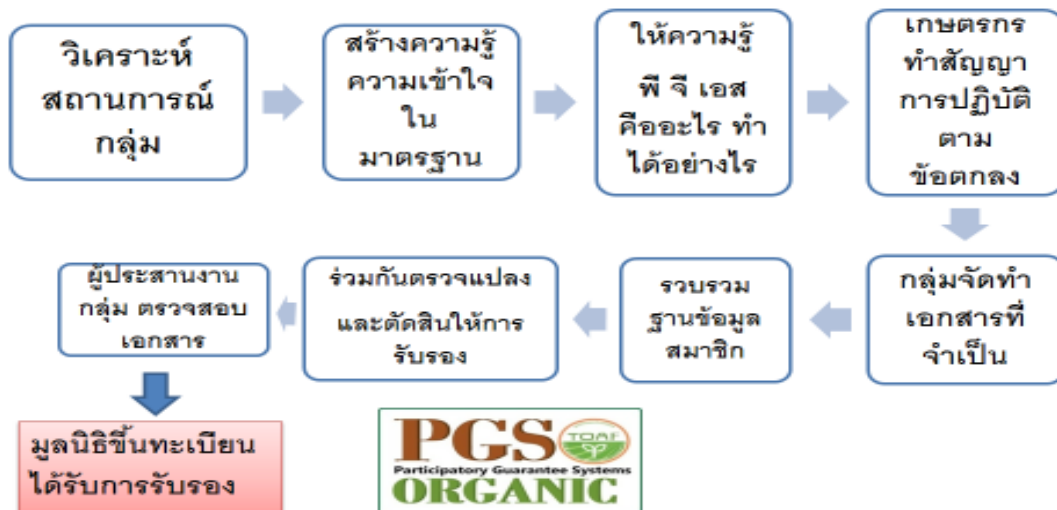 วิเคราะห์
สถานการณ์
กลุ่ม
สร้างความรู้
ความเข้าใจ
ใน
มาตรฐาน
ให้ความรู้
พี จี เอส
คืออะไร ทำ
ได้อย่างไร
เกษตรกร
ทำสัญญา
การปฏิบัติ
ตาม
ข้อตกลง
กลุ่มจัดทำ
เอกสารที่
จำเป็น
รวบรวม
ฐานข้อมูล
สมาชิก
ร่วมกันตรวจแปลง
และตัดสินให้การ
รับรอง
ผู้ประสานงาน
กลุ่ม ตรวจสอบ
เอกสาร
มูลนิธิขึ้นทะเบียน
ได้รับการรับรอง
PGS
TOAF
Participatory Guarantee Systems
ORGANIC